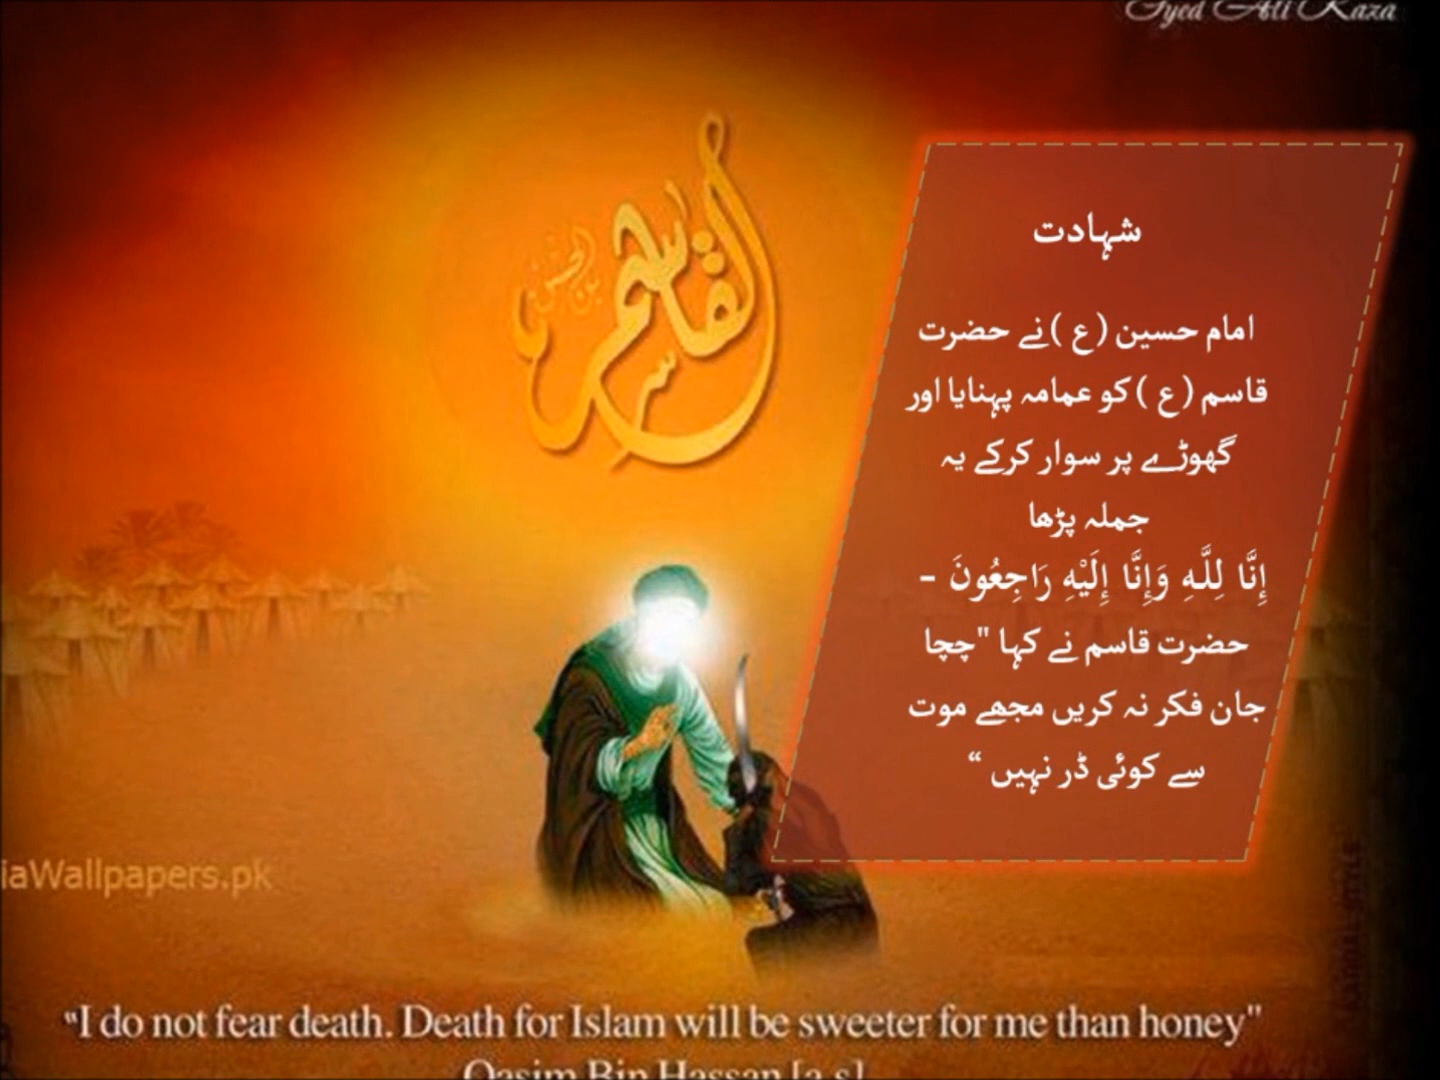 Syed Ali Raza
القاسم
بن الحسن
شہادت
امام حسین (ع )نے حضرت
قاسم (ع )کو عمامہ پہنایا اور
گھوڑے پر سوار کرکے یہ
جملہ پڑھا
إِنَّا لِلَّـهِ وَإِنَّا إِلَيْهِ رَاجِعُونَ -
حضرت قاسم نے کہا "چچا
جان فکر نہ کریں مجھے موت
سے کوئی ڈر نہیں “
iaWallpapers.pk
"I do not fear death. Death for Islam will be sweeter for me than honey"
Qasim Bin Hassan [a.s]